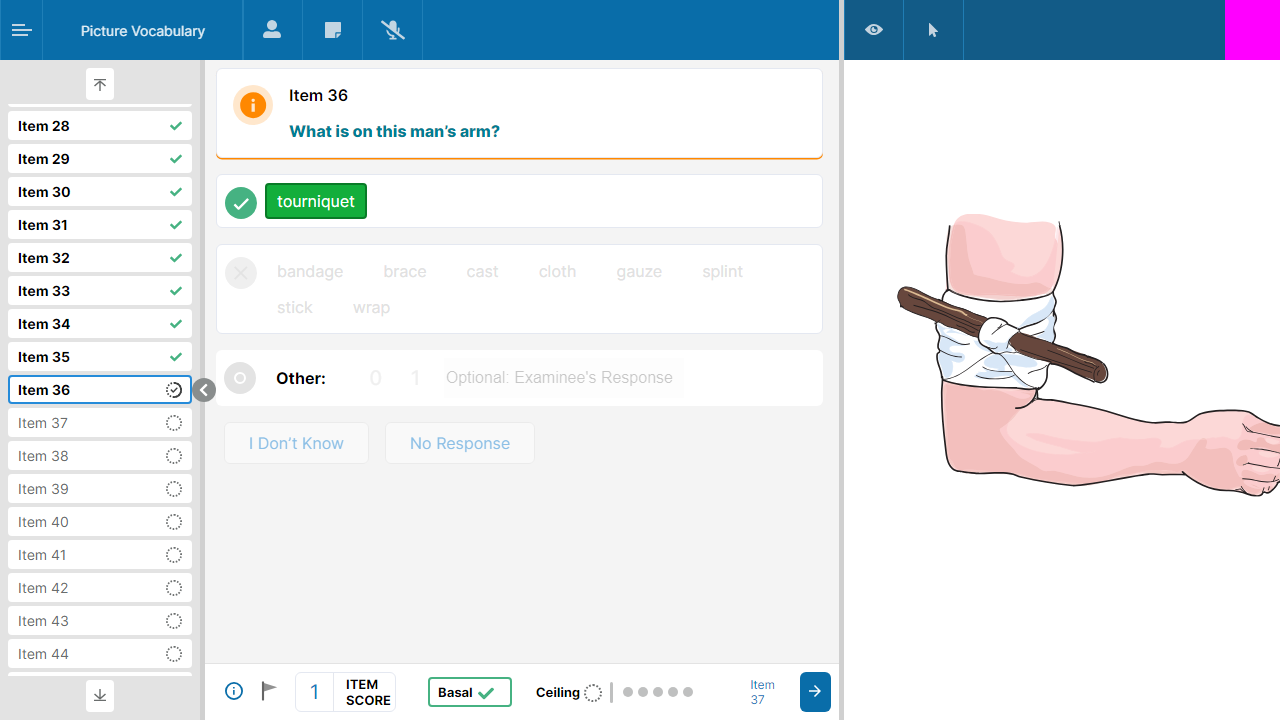 Picture Vocabulary
Item 28
Item 29
Item 30
Item 31
Item 32
Item 33
Item 34
Item 35
Item 36
Item 37
Item 38
Item 39
Item 40
Item 41
Item 42
Item 43
Item 44
Item 36
What is on this man’s arm?
tourniquet
bandage brace cast cloth gauze splint
stick wrap
Other: 0 1 Optional: Examinee's Response
I Don’t Know No Response
1 ITEM SCORE Basal Ceiling Item 37